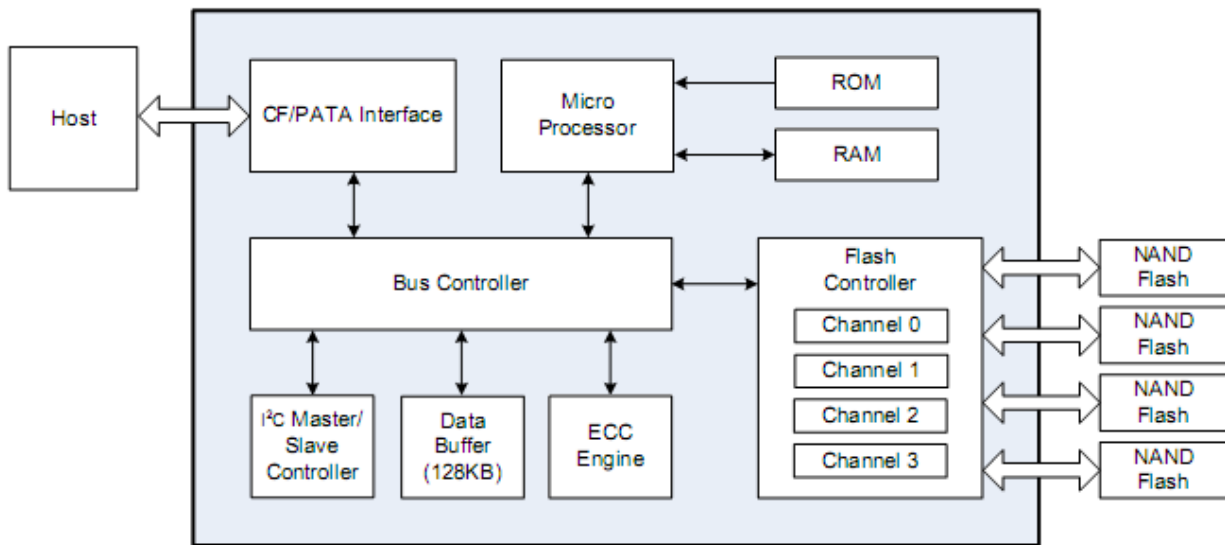 Host
CF/PATA Interface
Micro
Processor
ROM
RAM
Bus Controller
Flash
Controller
Channel 0
Channel 1
Channel 2
Channel 3
NAND
Flash
NAND
Flash
NAND
Flash
NAND
Flash
I²C Master/
Slave
Controller
Data
Buffer
(128KB)
ECC
Engine